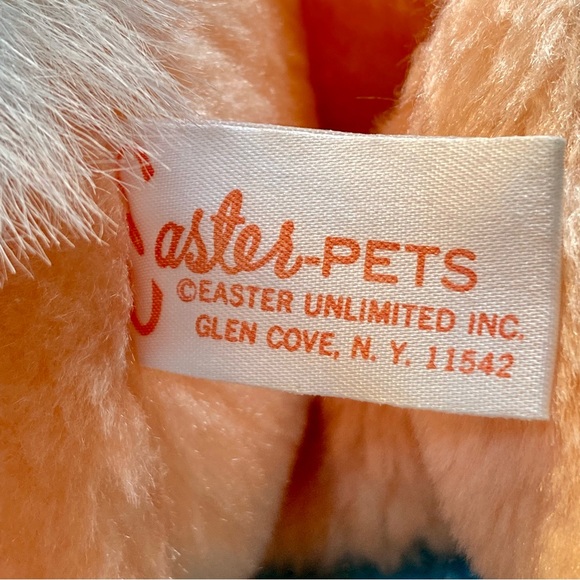 Easter-PETS
©EASTER UNLIMITED INC.
GLEN COVE, N. Y. 11542